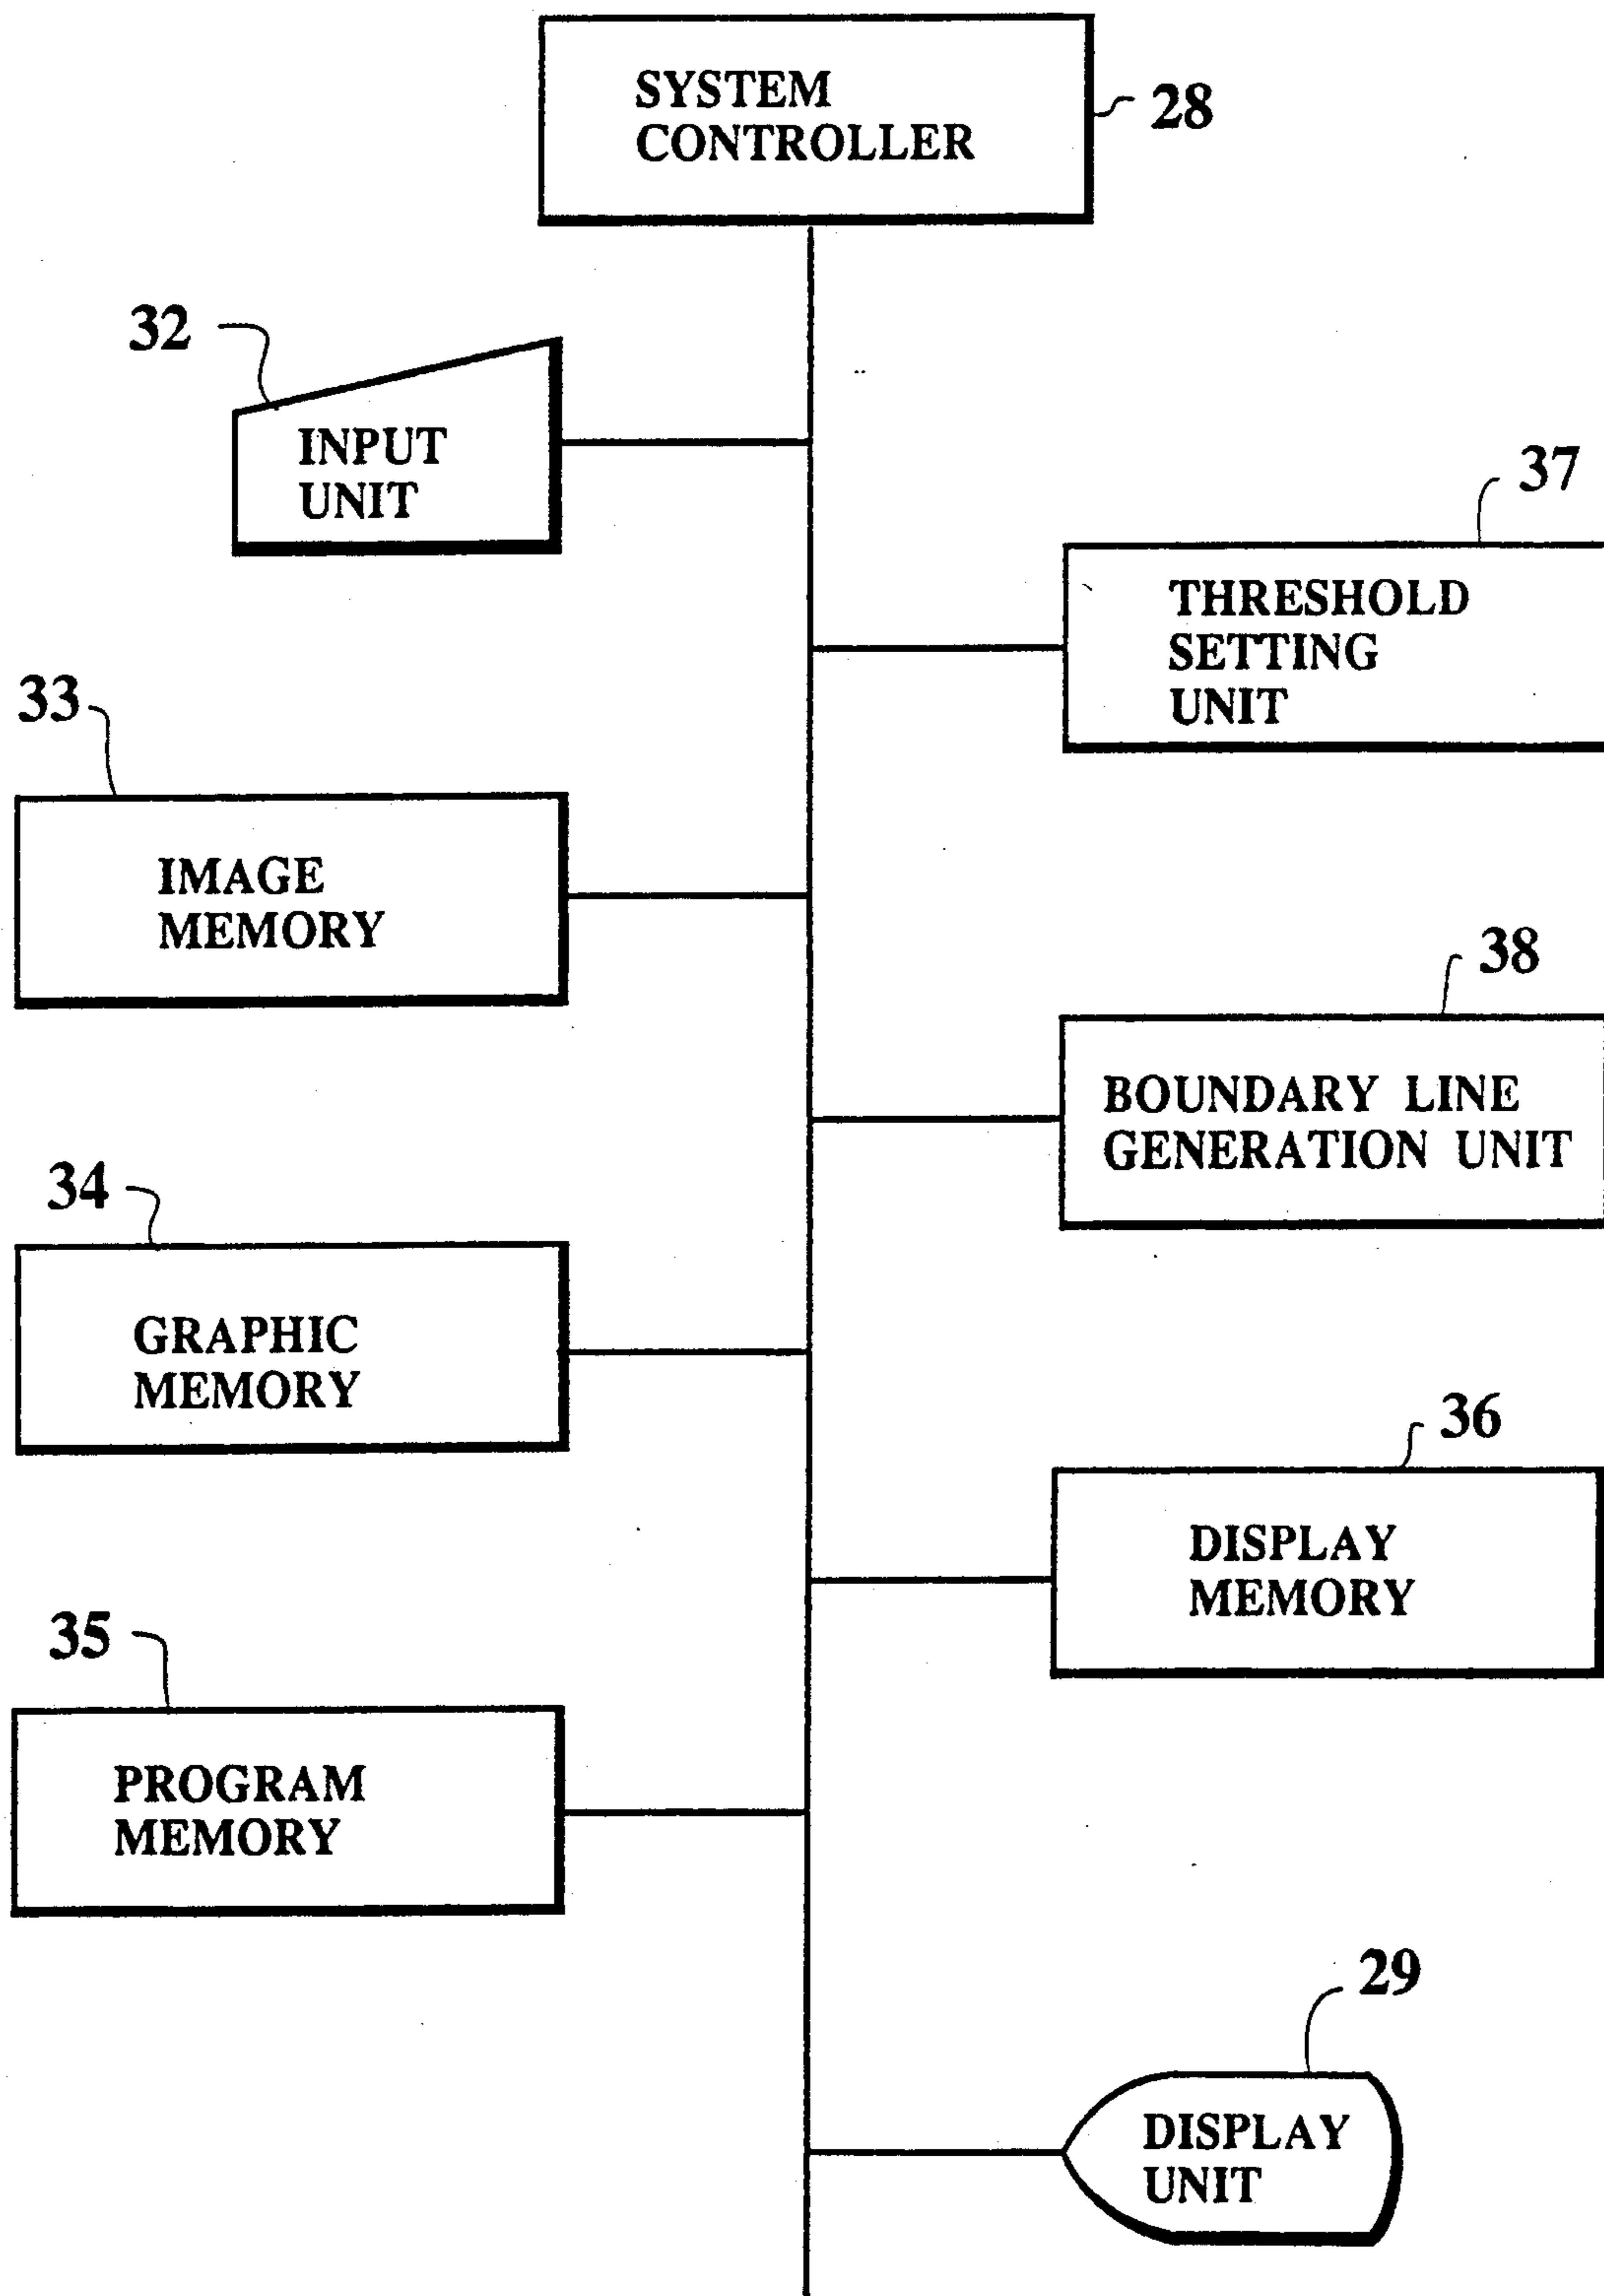 SYSTEM
CONTROLLER
28
32
INPUT
UNIT
37
THRESHOLD
SETTING
UNIT
33
IMAGE
MEMORY
38
BOUNDARY LINE
GENERATION UNIT
34
GRAPHIC
MEMORY
36
DISPLAY
MEMORY
35
PROGRAM
MEMORY
29
DISPLAY
UNIT